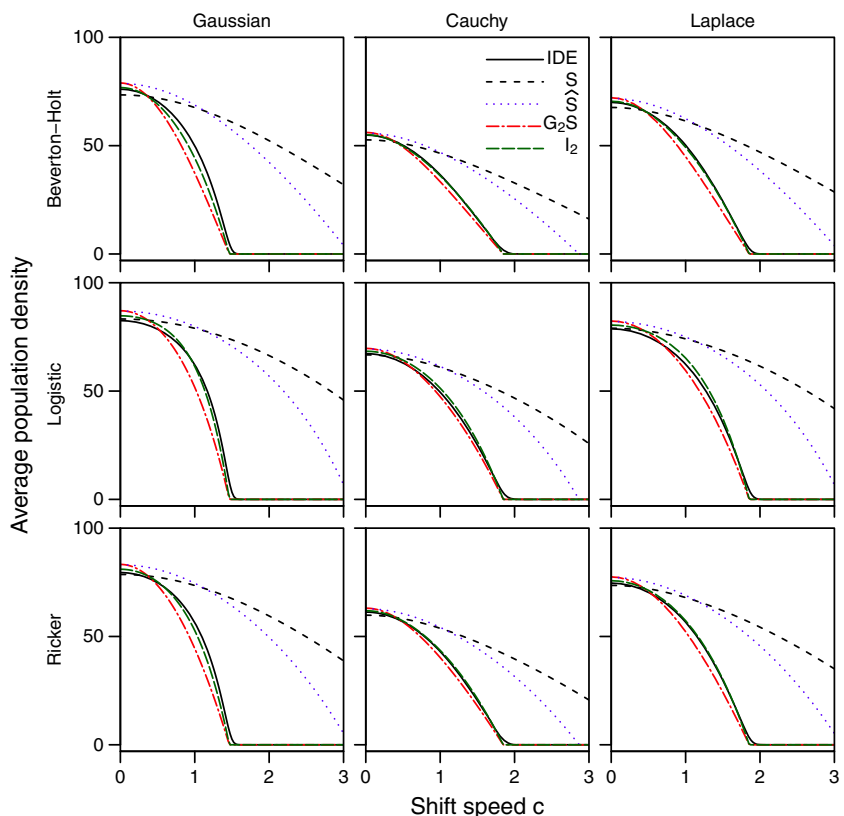 Gaussian Cauchy Laplace
Average population density
Beverton−Holt
100
50
0
IDE
S
Ŝ
G₂S
I₂
Logistic
100
50
0
Ricker
100
50
0
0 1 2 3 0 1 2 3 0 1 2 3
Shift speed c